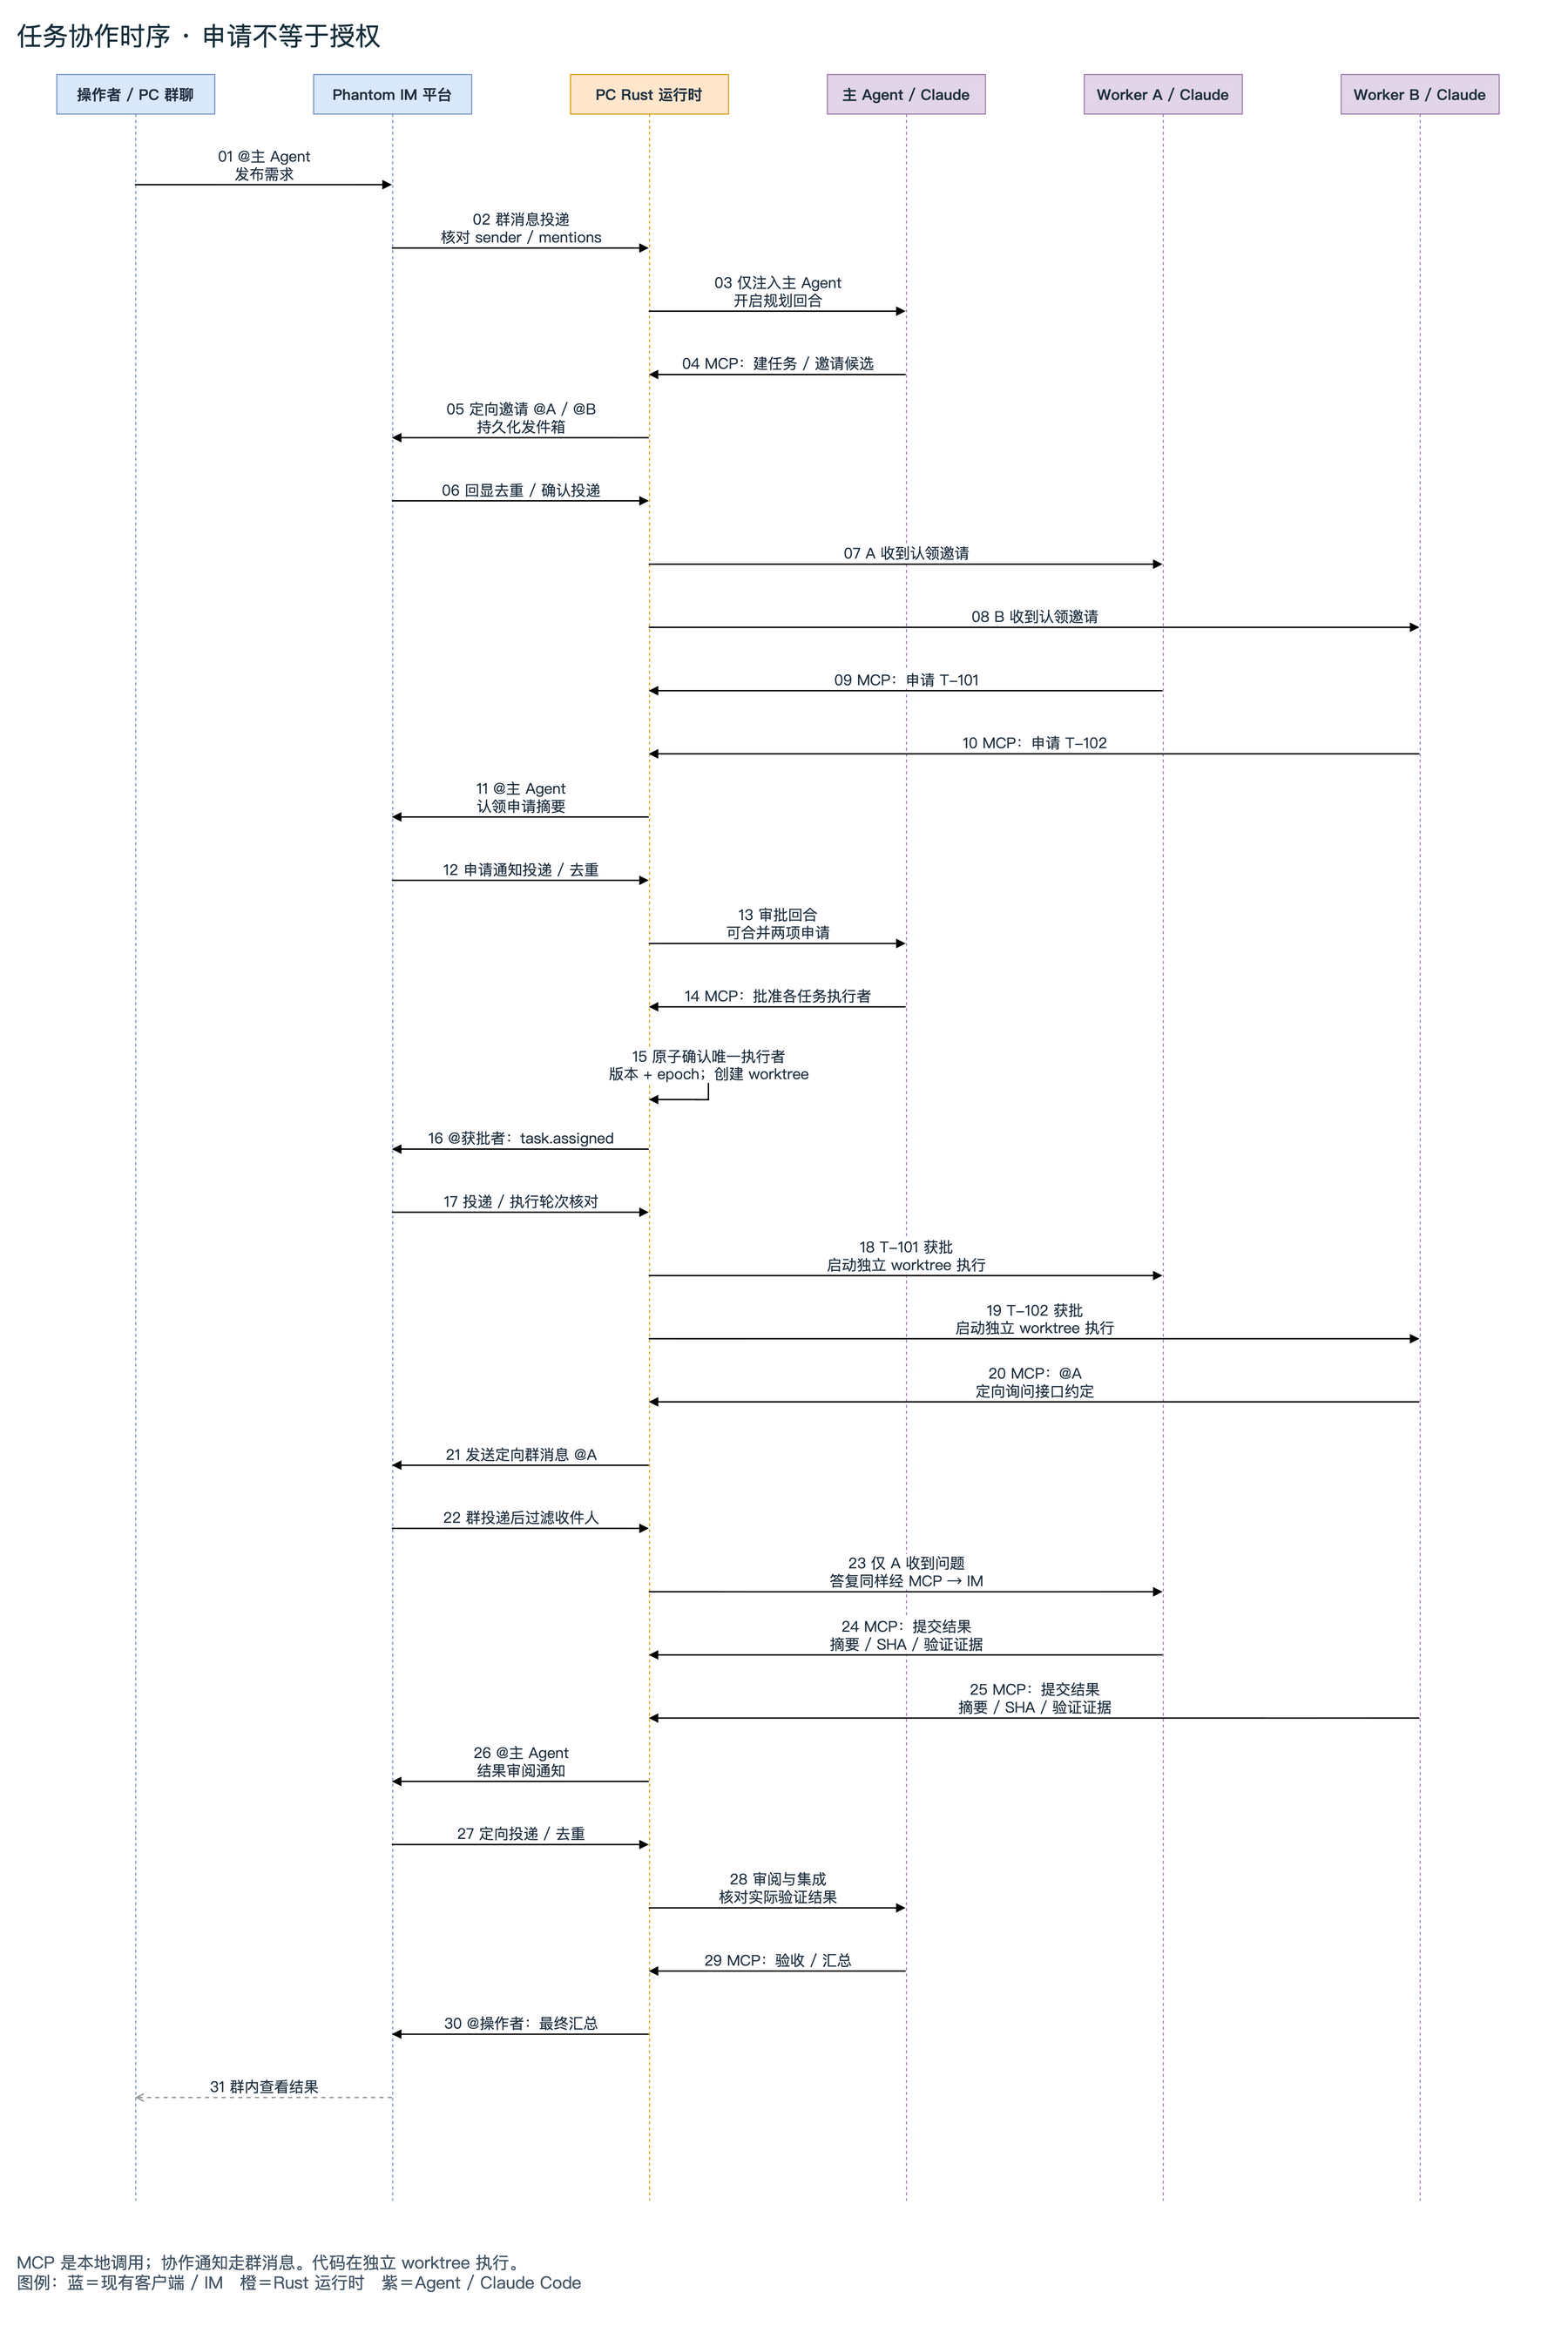 任务协作时序 · 申请不等于授权
操作者 / PC 群聊
Phantom IM 平台
PC Rust 运行时
主 Agent / Claude
Worker A / Claude
Worker B / Claude
01 @主 Agent
发布需求
02 群消息投递
核对 sender / mentions
03 仅注入主 Agent
开启规划回合
04 MCP：建任务 / 邀请候选
05 定向邀请 @A / @B
持久化发件箱
06 回显去重 / 确认投递
07 A 收到认领邀请
08 B 收到认领邀请
09 MCP：申请 T–101
10 MCP：申请 T–102
11 @主 Agent
认领申请摘要
12 申请通知投递 / 去重
13 审批回合
可合并两项申请
14 MCP：批准各任务执行者
15 原子确认唯一执行者
版本 + epoch；创建 worktree
16 @获批者：task.assigned
17 投递 / 执行轮次核对
18 T–101 获批
启动独立 worktree 执行
19 T–102 获批
启动独立 worktree 执行
20 MCP：@A
定向询问接口约定
21 发送定向群消息 @A
22 群投递后过滤收件人
23 仅 A 收到问题
答复同样经 MCP → IM
24 MCP：提交结果
摘要 / SHA / 验证证据
25 MCP：提交结果
摘要 / SHA / 验证证据
26 @主 Agent
结果审阅通知
27 定向投递 / 去重
28 审阅与集成
核对实际验证结果
29 MCP：验收 / 汇总
30 @操作者：最终汇总
31 群内查看结果
MCP 是本地调用；协作通知走群消息。代码在独立 worktree 执行。
图例：蓝＝现有客户端 / IM　橙＝Rust 运行时　紫＝Agent / Claude Code